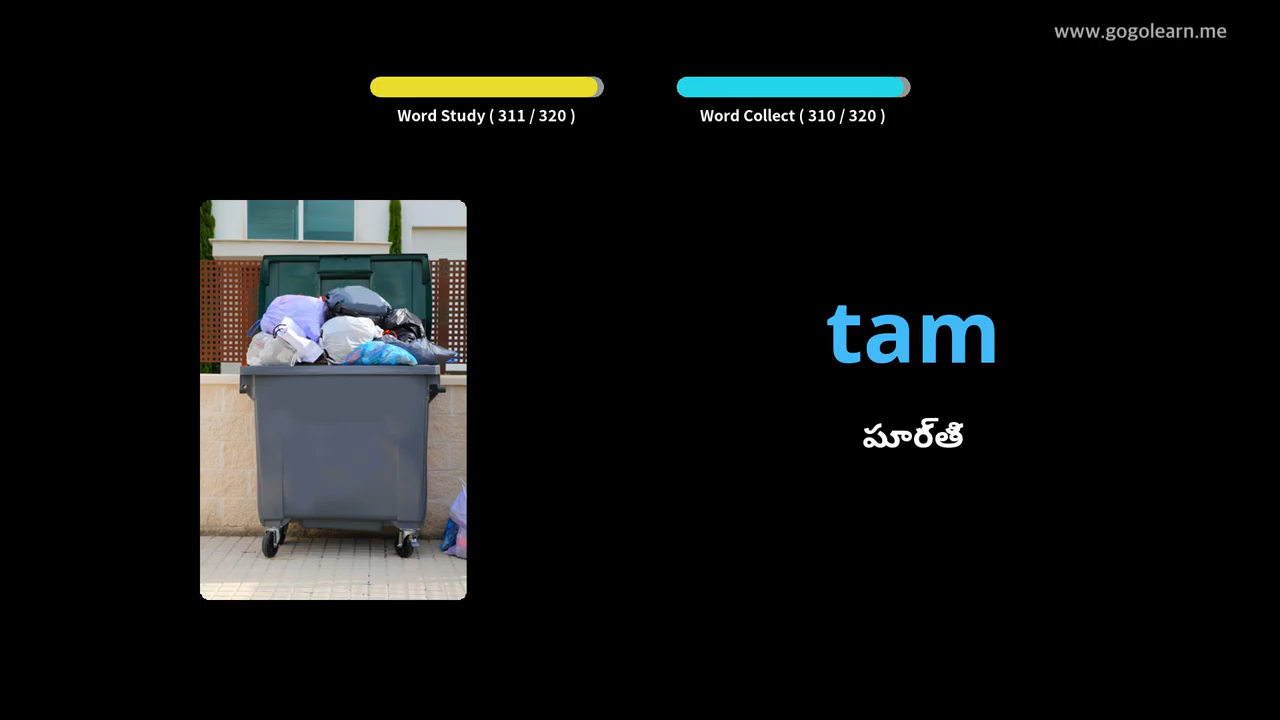 www.gogolearn.me
Word Study ( 311 / 320 )
Word Collect ( 310 / 320 )
tam
పూర్‌తి